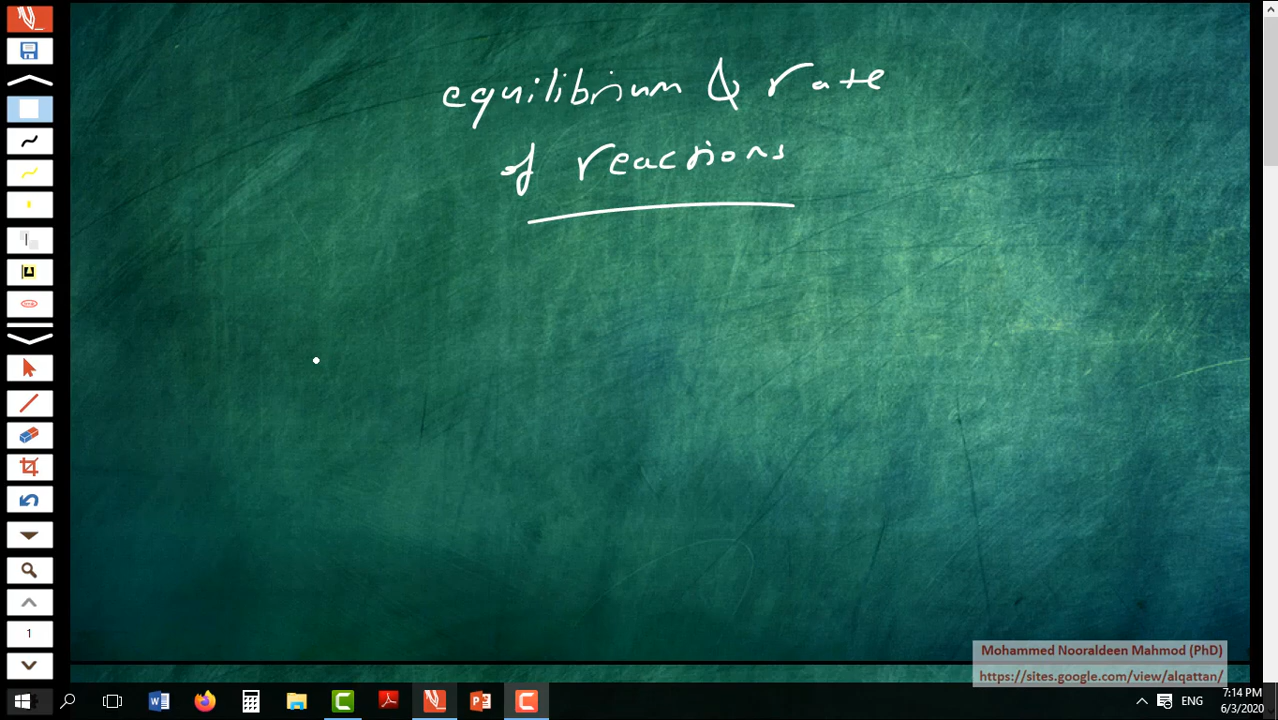 equilibrium & rate
of reactions
1
Mohammed Nooraldeen Mahmod (PhD)
https://sites.google.com/view/alqattan/
ENG
7:14 PM
6/3/2020